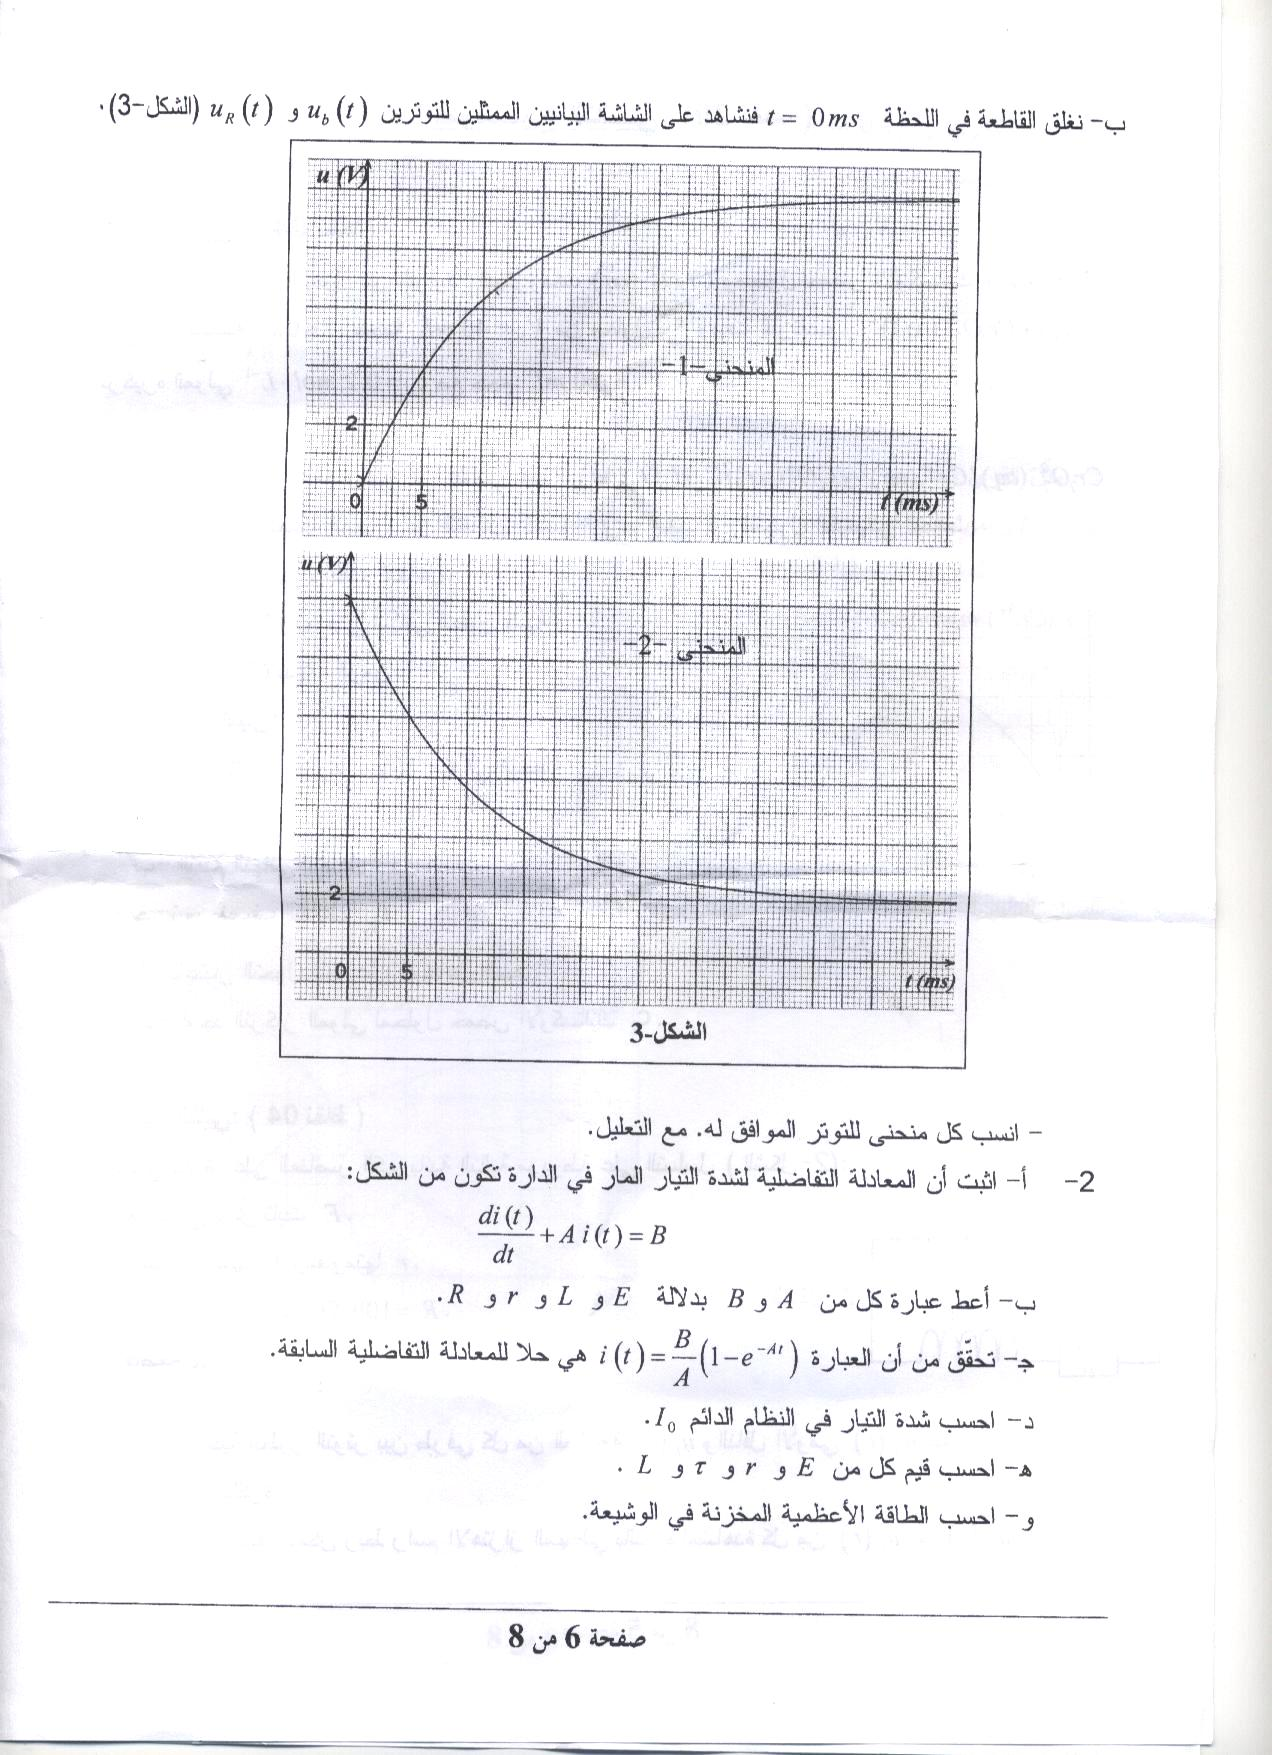 ب- نغلق القاطعة في اللحظة t = 0ms فنشاهد على الشاشة البيانيين الممثلين للتوترين u_b(t) و u_R(t) (الشكل-3).
u(V)
المنحنى-1-
2
0 5 t(ms)
u(V)
المنحنى -2-
2
0 5 t(ms)
الشكل-3
- انسب كل منحنى للتوتر الموافق له. مع التعليل.
2- أ- اثبت أن المعادلة التفاضلية لشدة التيار المار في الدارة تكون من الشكل:
di(t)/dt + A i(t) = B
ب- أعط عبارة كل من A و B بدلالة E و L و r و R.
ج- تحقّق من أن العبارة i(t) = B/A (1-e^{-At}) هي حلا للمعادلة التفاضلية السابقة.
د- احسب شدة التيار في النظام الدائم I₀.
هـ- احسب قيم كل من E و r و τ و L .
و- احسب الطاقة الأعظمية المخزنة في الوشيعة.
صفحة 6 من 8